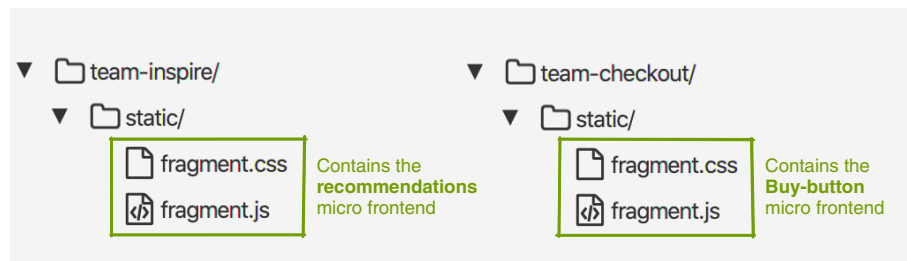 team-inspire/
static/
fragment.css
fragment.js
Contains the
recommendations
micro frontend
team-checkout/
static/
fragment.css
fragment.js
Contains the
Buy-button
micro frontend